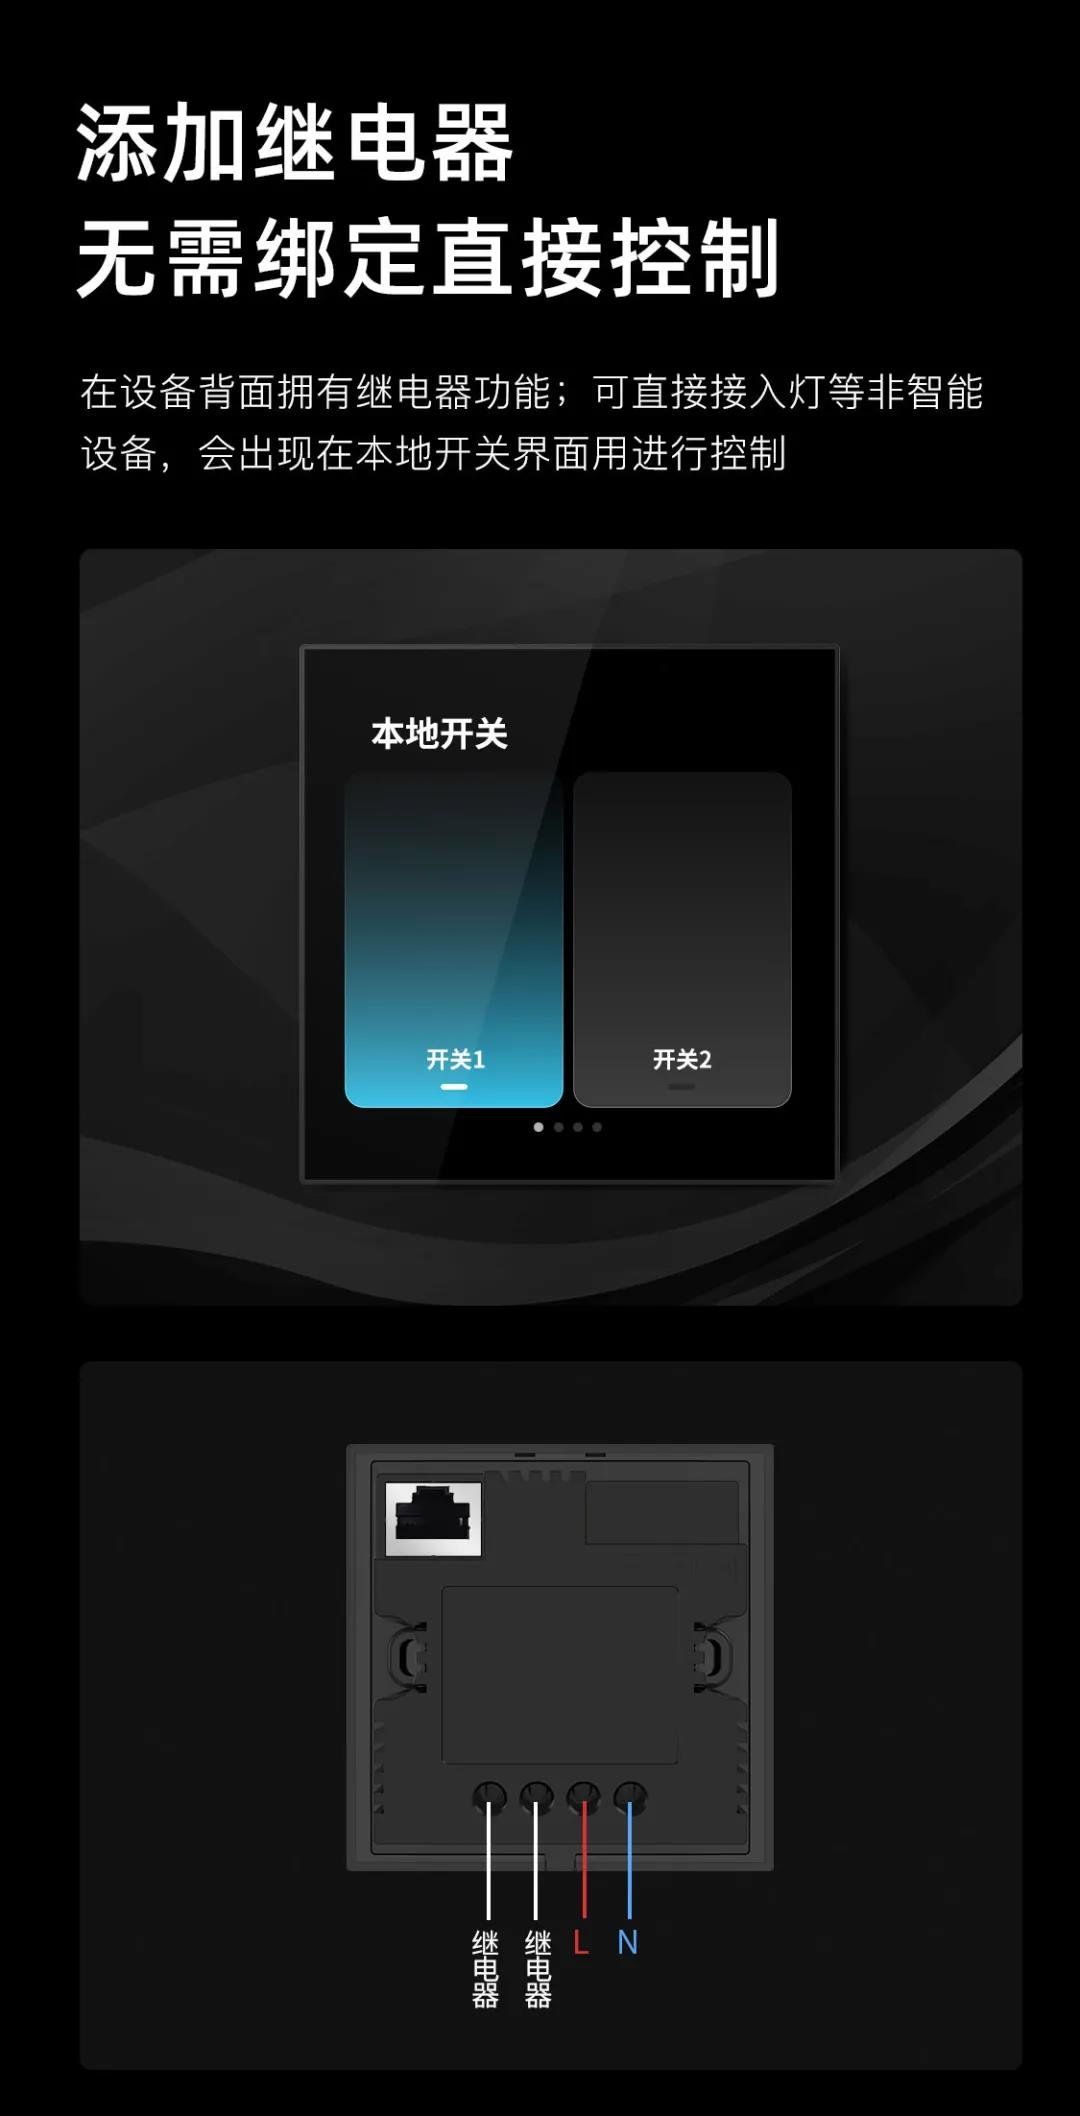 添加继电器
无需绑定直接控制
在设备背面拥有继电器功能；可直接接入灯等非智能
设备，会出现在本地开关界面用进行控制
本地开关
开关1
开关2
继电器
继电器
L
N